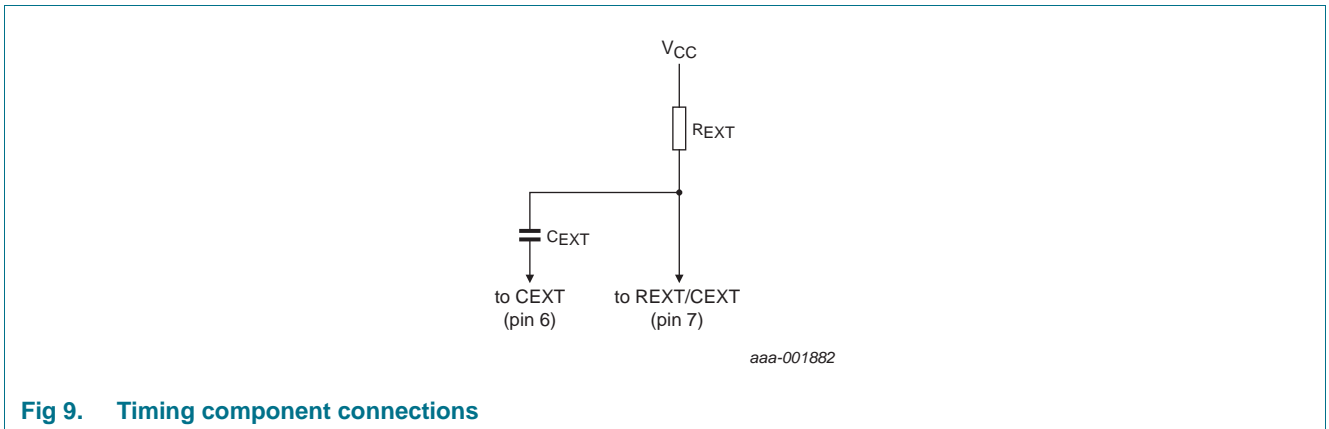 VCC
REXT
CEXT
to CEXT
(pin 6)
to REXT/CEXT
(pin 7)
aaa-001882
Fig 9. Timing component connections